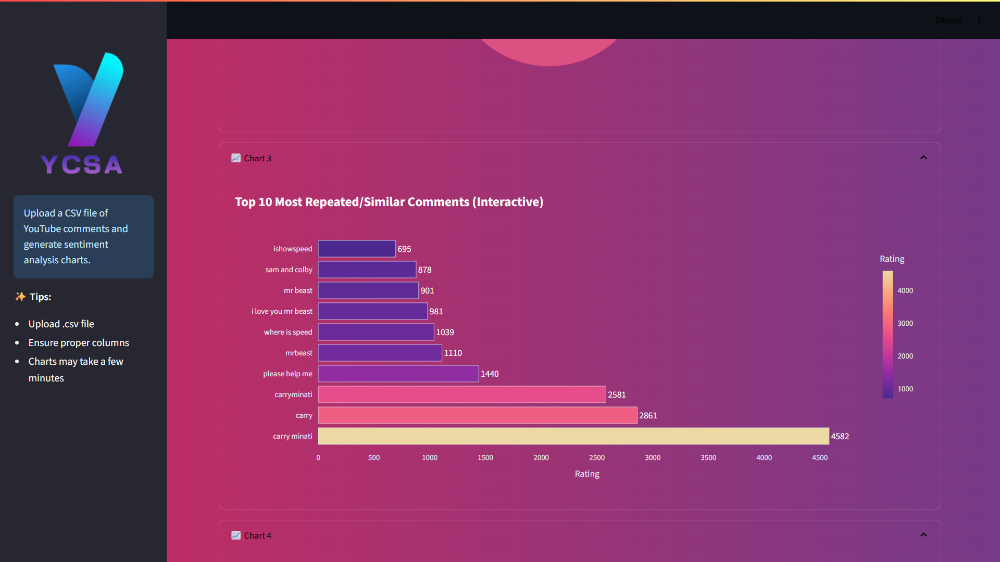 Deploy
YCSA
Upload a CSV file of
YouTube comments and
generate sentiment
analysis charts.
✨ Tips:
• Upload .csv file
• Ensure proper columns
• Charts may take a few
minutes
📈 Chart 3
Top 10 Most Repeated/Similar Comments (Interactive)
ishowspeed 695
sam and colby 878
mr beast 901
i love you mr beast 981
where is speed 1039
mrbeast 1110
please help me 1440
carryminati 2581
carry 2861
carry minati 4582
0 500 1000 1500 2000 2500 3000 3500 4000 4500
Rating
Rating
4000
3000
2000
1000
📈 Chart 4